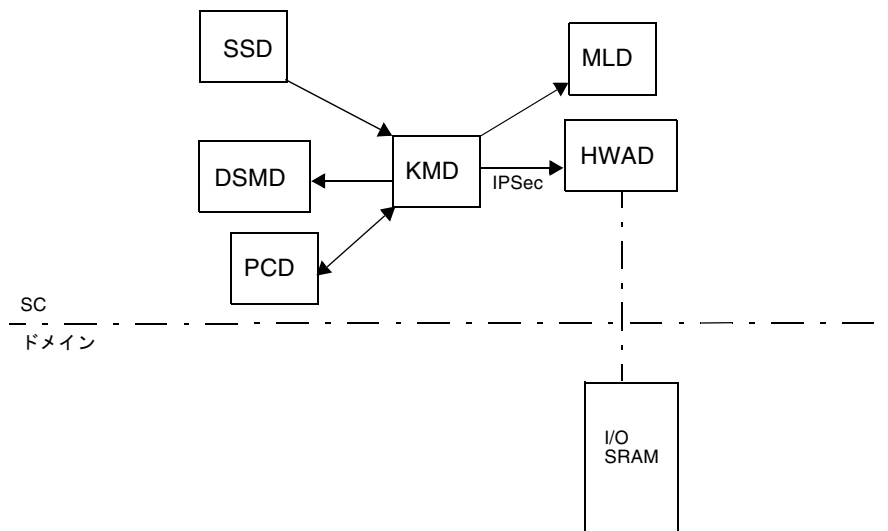 SSD
MLD
KMD
HWAD
DSMD
IPSec
PCD
SC
ドメイン
I/O
SRAM